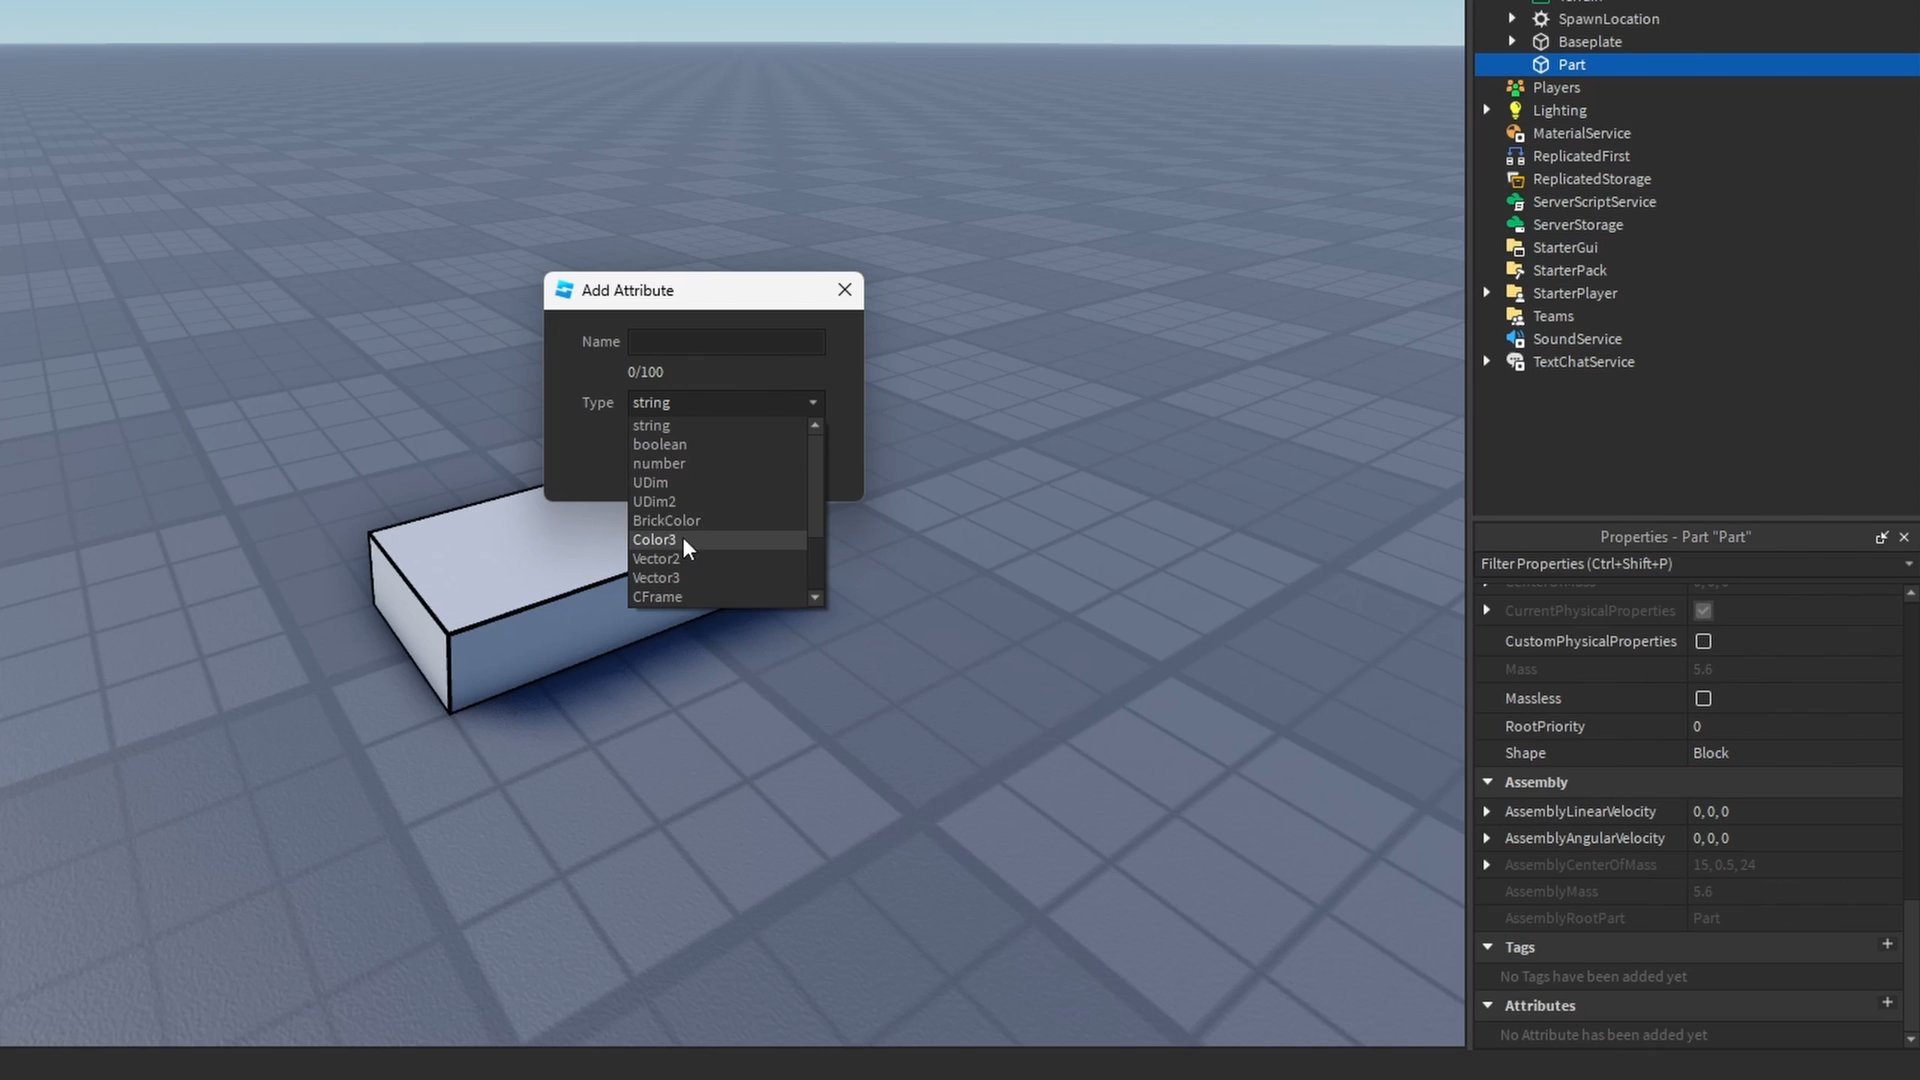 Add Attribute
Name
0/100
Type string
string
boolean
number
UDim
UDim2
BrickColor
Color3
Vector2
Vector3
CFrame
SpawnLocation
Baseplate
Part
Players
Lighting
MaterialService
ReplicatedFirst
ReplicatedStorage
ServerScriptService
ServerStorage
StarterGui
StarterPack
StarterPlayer
Teams
SoundService
TextChatService
Properties - Part "Part"
Filter Properties (Ctrl+Shift+P)
CurrentPhysicalProperties
CustomPhysicalProperties
Mass 5.6
Massless
RootPriority 0
Shape Block
Assembly
AssemblyLinearVelocity 0, 0, 0
AssemblyAngularVelocity 0, 0, 0
AssemblyCenterOfMass 15, 0.5, 24
AssemblyMass 5.6
AssemblyRootPart Part
Tags
No Tags have been added yet
Attributes
No Attribute has been added yet